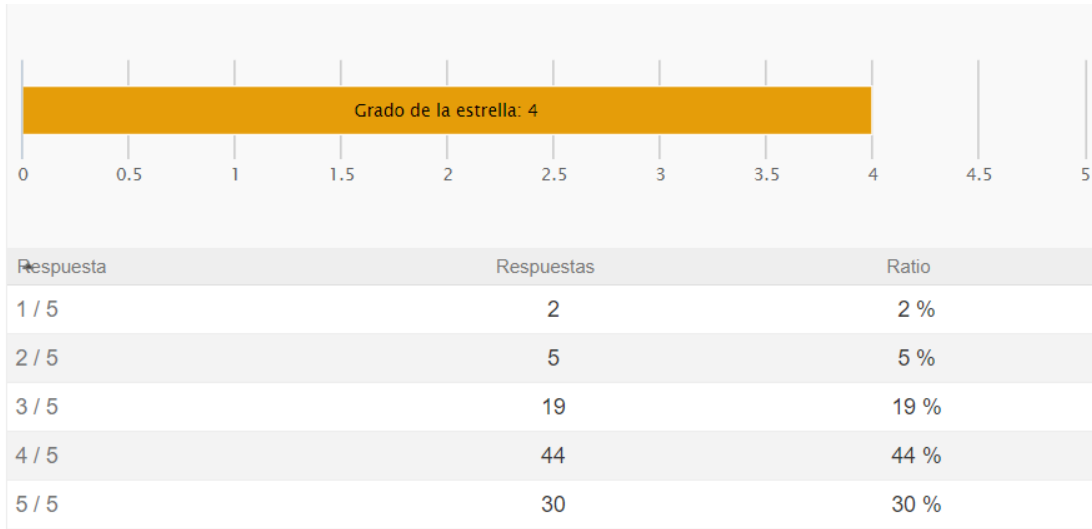 Grado de la estrella: 4
0 0.5 1 1.5 2 2.5 3 3.5 4 4.5 5
Respuesta Respuestas Ratio
1 / 5 2 2 %
2 / 5 5 5 %
3 / 5 19 19 %
4 / 5 44 44 %
5 / 5 30 30 %